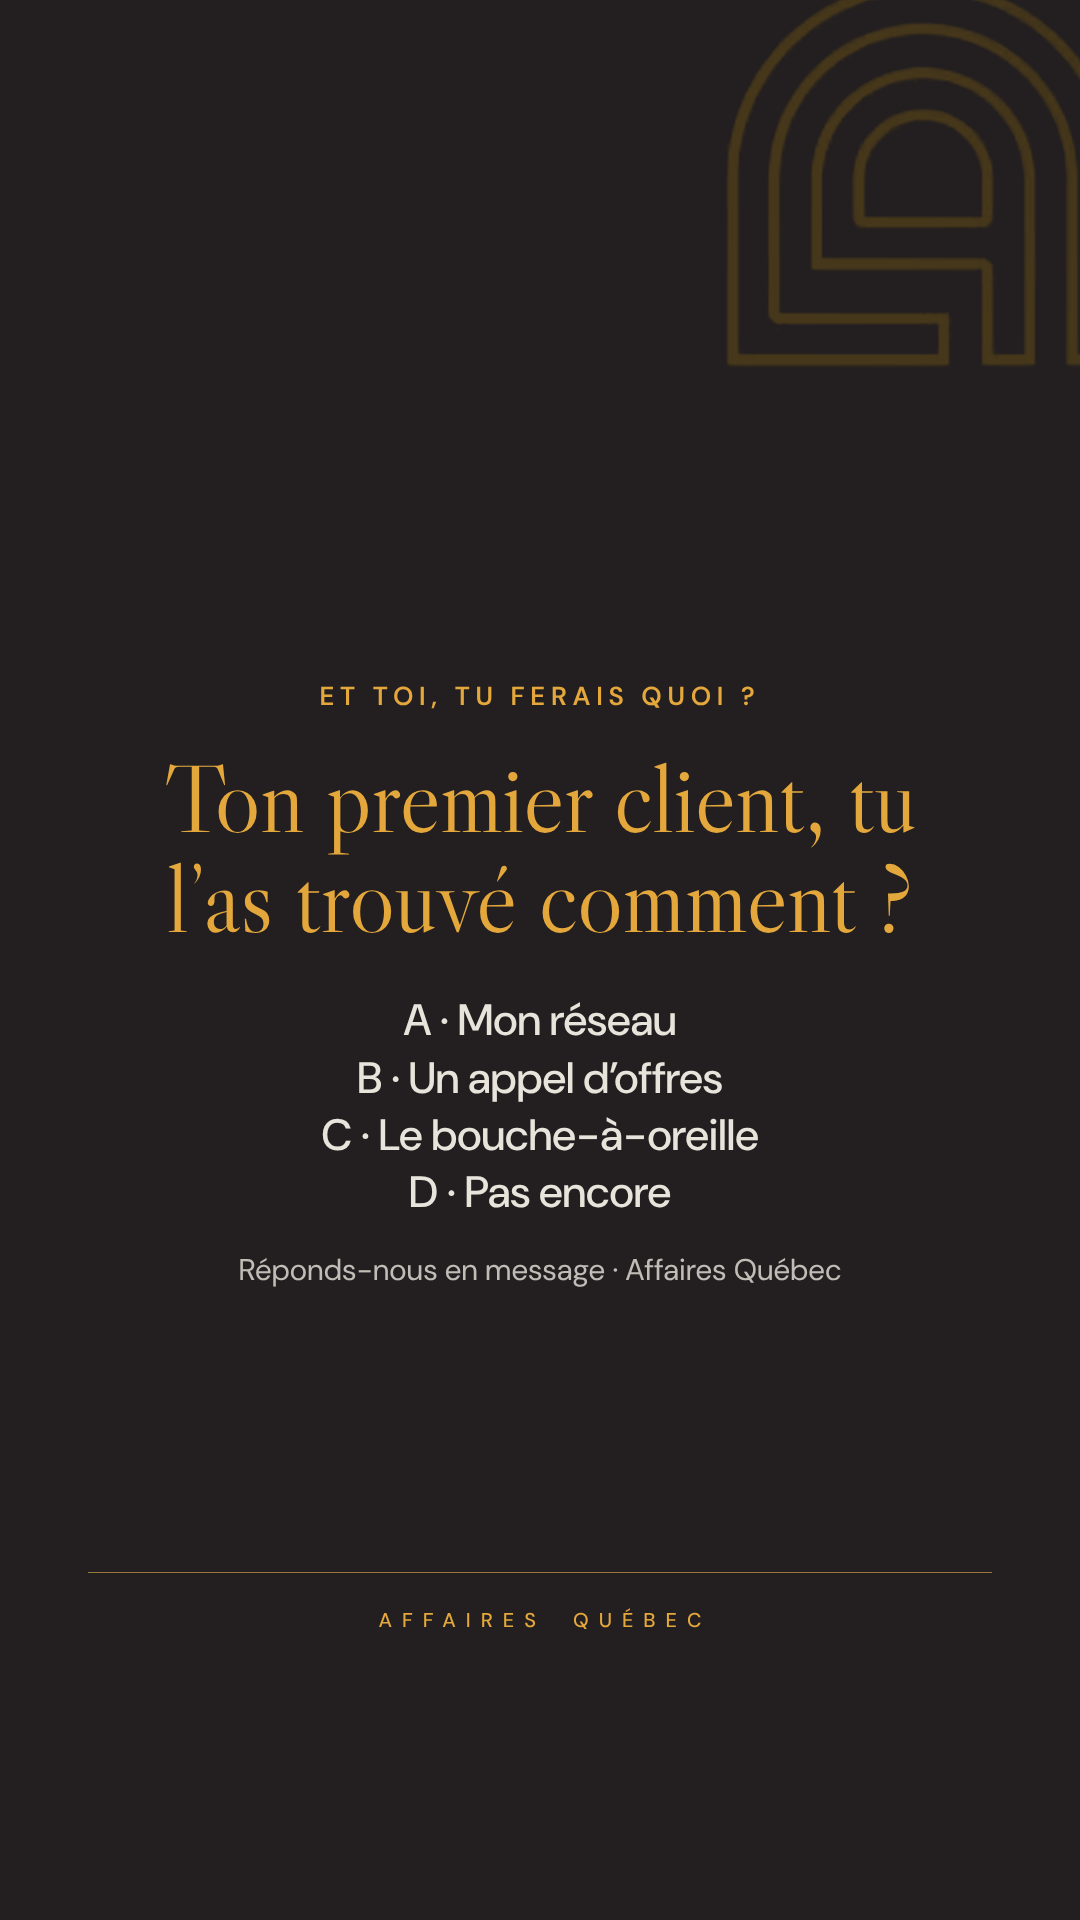 ET TOI, TU FERAIS QUOI ?
Ton premier client, tu
l’as trouvé comment ?
A · Mon réseau
B · Un appel d’offres
C · Le bouche-à-oreille
D · Pas encore
Réponds-nous en message · Affaires Québec
AFFAIRES QUÉBEC